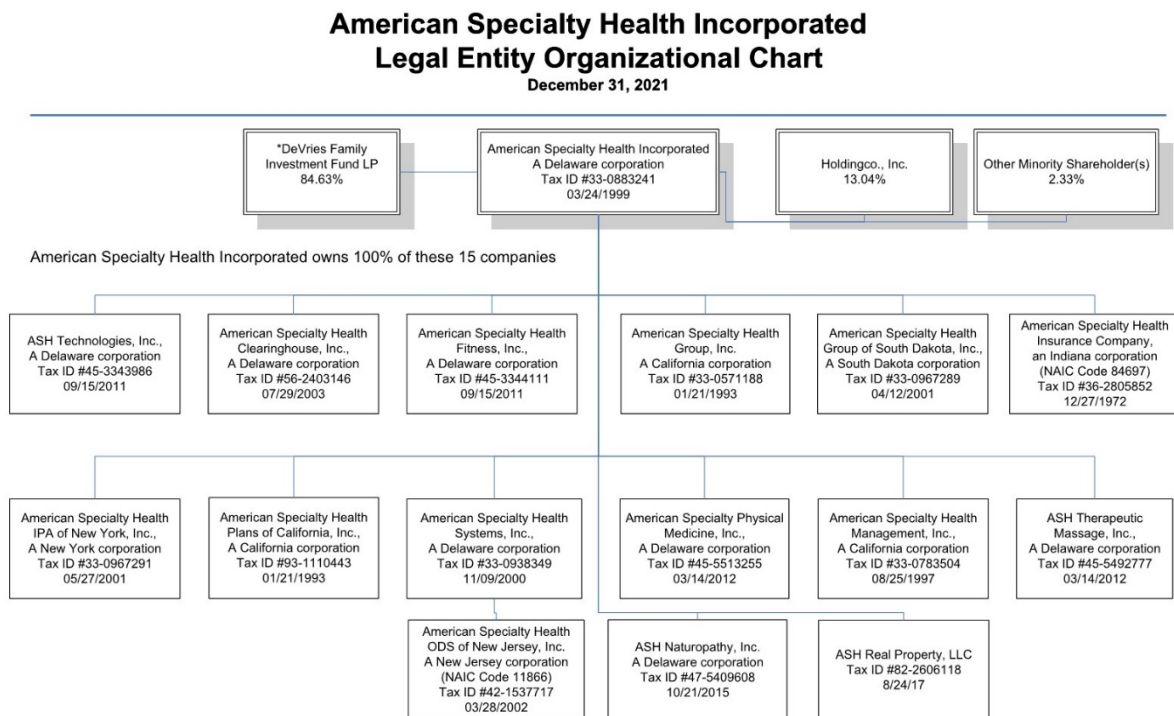 American Specialty Health Incorporated
Legal Entity Organizational Chart
December 31, 2021
*DeVries Family
Investment Fund LP
84.63%
American Specialty Health Incorporated
A Delaware corporation
Tax ID #33-0883241
03/24/1999
Holdingco., Inc.
13.04%
Other Minority Shareholder(s)
2.33%
American Specialty Health Incorporated owns 100% of these 15 companies
ASH Technologies, Inc.,
A Delaware corporation
Tax ID #45-3343986
09/15/2011
American Specialty Health
Clearinghouse, Inc.,
A Delaware corporation
Tax ID #56-2403146
07/29/2003
American Specialty Health
Fitness, Inc.,
A Delaware corporation
Tax ID #45-3344111
09/15/2011
American Specialty Health
Group, Inc.
A California corporation
Tax ID #33-0571188
01/21/1993
American Specialty Health
Group of South Dakota, Inc.,
A South Dakota corporation
Tax ID #33-0967289
04/12/2001
American Specialty Health
Insurance Company,
an Indiana corporation
(NAIC Code 84697)
Tax ID #36-2805852
12/27/1972
American Specialty Health
IPA of New York, Inc.,
A New York corporation
Tax ID #33-0967291
05/27/2001
American Specialty Health
Plans of California, Inc.,
A California corporation
Tax ID #93-1110443
01/21/1993
American Specialty Health
Systems, Inc.,
A Delaware corporation
Tax ID #33-0938349
11/09/2000
American Specialty Physical
Medicine, Inc.,
A Delaware corporation
Tax ID #45-5513255
03/14/2012
American Specialty Health
Management, Inc.,
A California corporation
Tax ID #33-0783504
08/25/1997
ASH Therapeutic
Massage, Inc.,
A Delaware corporation
Tax ID #45-5492777
03/14/2012
American Specialty Health
ODS of New Jersey, Inc.
A New Jersey corporation
(NAIC Code 11866)
Tax ID #42-1537717
03/28/2002
ASH Naturopathy, Inc.
A Delaware corporation
Tax ID #47-5409608
10/21/2015
ASH Real Property, LLC
Tax ID #82-2606118
8/24/17